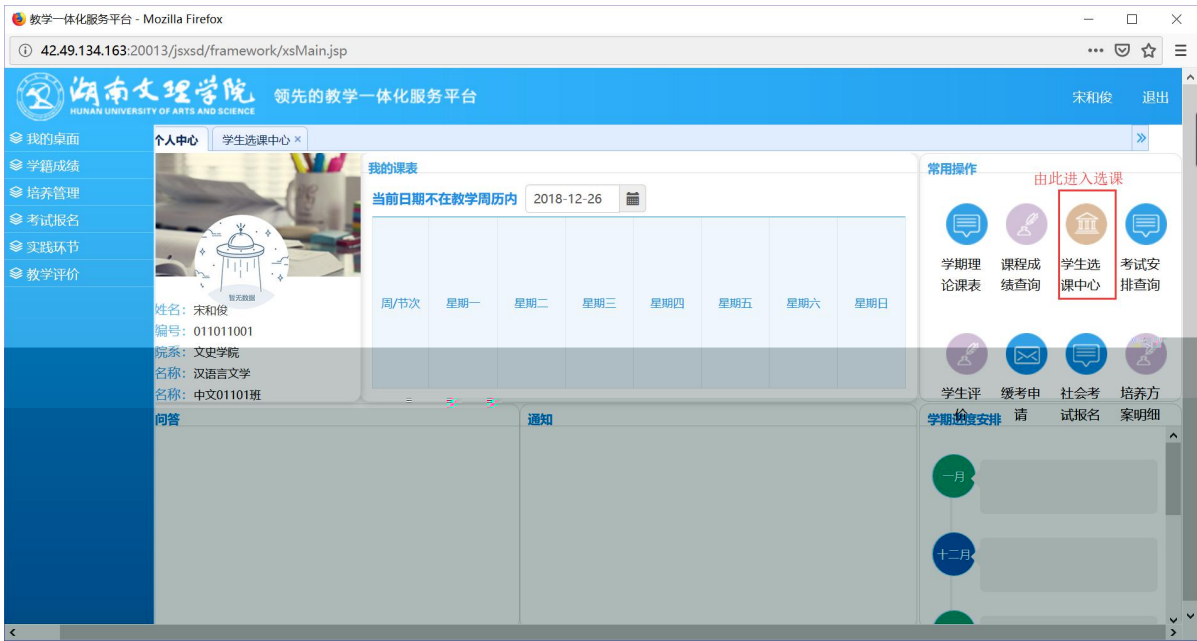 教学一体化服务平台 - Mozilla Firefox
42.49.134.163:20013/jsxsd/framework/xsMain.jsp
湖南文理学院
HUNAN UNIVERSITY OF ARTS AND SCIENCE
领先的教学一体化服务平台
宋和俊 退出
我的桌面
学籍成绩
培养管理
考试报名
实践环节
教学评价
个人中心 学生选课中心 ×
暂无数据
姓名: 宋和俊
编号: 011011001
院系: 文史学院
名称: 汉语言文学
名称: 中文01101班
我的课表
当前日期不在教学周历内 2018-12-26
周/节次 星期一 星期二 星期三 星期四 星期五 星期六 星期日
常用操作
由此进入选课
学期理论课表
课程成绩查询
学生选课中心
考试安排查询
学生评价
缓考申请
社会考试报名
培养方案明细
问答
通知
学期进度安排
一月
十二月